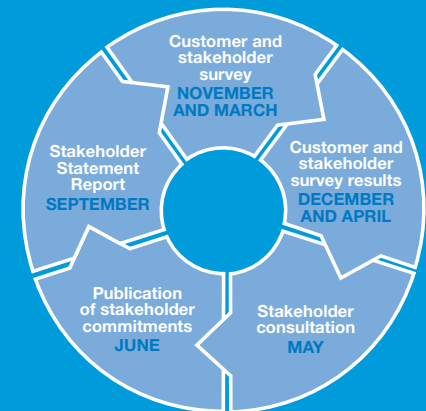 Customer and
stakeholder
survey
NOVEMBER
AND MARCH
Customer and
stakeholder
survey results
DECEMBER
AND APRIL
Stakeholder
consultation
MAY
Publication
of stakeholder
commitments
JUNE
Stakeholder
Statement
Report
SEPTEMBER